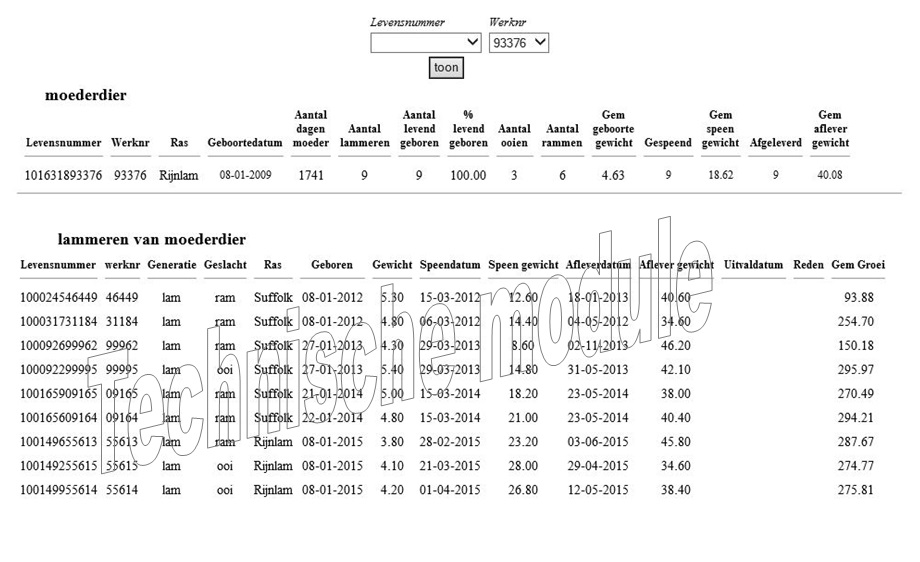 Levensnummer Werknr
93376
toon
moederdier
Levensnummer Werknr Ras Geboortedatum Aantal dagen moeder Aantal lammeren Aantal levend geboren % levend geboren Aantal ooien Aantal rammen Gem geboorte gewicht Gespeend Gem speen gewicht Afgeleverd Gem aflever gewicht
101631893376 93376 Rijnlam 08-01-2009 1741 9 9 100.00 3 6 4.63 9 18.62 9 40.08
lammeren van moederdier
Levensnummer werknr Generatie Geslacht Ras Geboren Gewicht Speendatum Speen gewicht Afleverdatum Aflever gewicht Uitvaldatum Reden Gem Groei
100024546449 46449 lam ram Suffolk 08-01-2012 5.30 15-03-2012 12.60 18-01-2013 40.60 93.88
100031731184 31184 lam ram Suffolk 08-01-2012 4.80 06-03-2012 14.40 04-05-2012 34.60 254.70
100092699962 99962 lam ram Suffolk 27-01-2013 4.30 29-03-2013 8.60 02-11-2013 46.20 150.18
100092299995 99995 lam ooi Suffolk 27-01-2013 5.40 29-03-2013 14.80 31-05-2013 42.10 295.97
100165909165 09165 lam ram Suffolk 21-01-2014 5.00 15-03-2014 18.20 23-05-2014 38.00 270.49
100165609164 09164 lam ram Suffolk 22-01-2014 4.80 15-03-2014 21.00 23-05-2014 40.40 294.21
100149655613 55613 lam ram Rijnlam 08-01-2015 3.80 28-02-2015 23.20 03-06-2015 45.80 287.67
100149255615 55615 lam ooi Rijnlam 08-01-2015 4.10 21-03-2015 28.00 29-04-2015 34.60 274.77
100149955614 55614 lam ooi Rijnlam 08-01-2015 4.20 01-04-2015 26.80 12-05-2015 38.40 275.81
Technische module